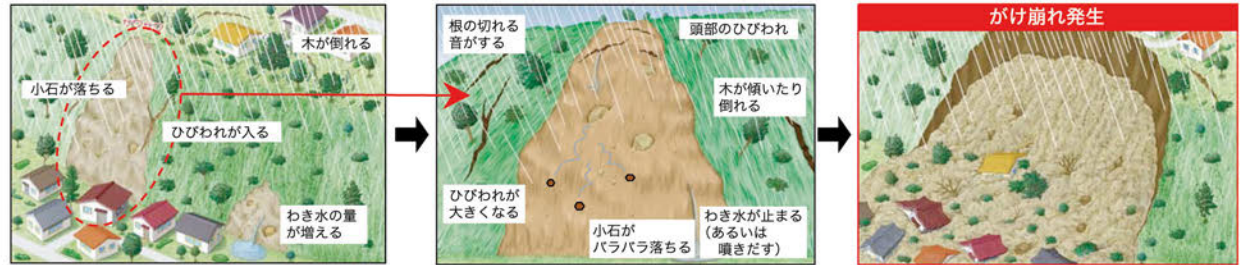 木が倒れる
小石が落ちる
ひびわれが入る
わき水の量
が増える
根の切れる
音がする
頭部のひびわれ
木が傾いたり
倒れる
ひびわれが
大きくなる
小石が
パラパラ落ちる
わき水が止まる
(あるいは
噴きだす)
がけ崩れ発生